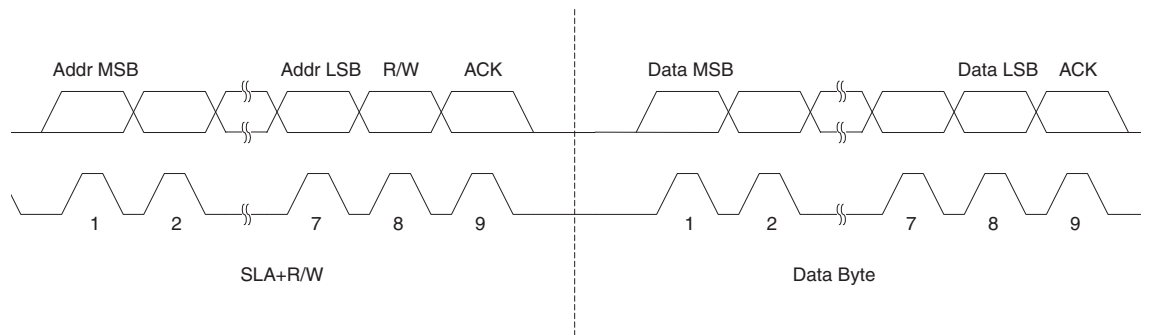 Addr MSB Addr LSB R/W ACK Data MSB Data LSB ACK
1 2 7 8 9 1 2 7 8 9
SLA+R/W Data Byte